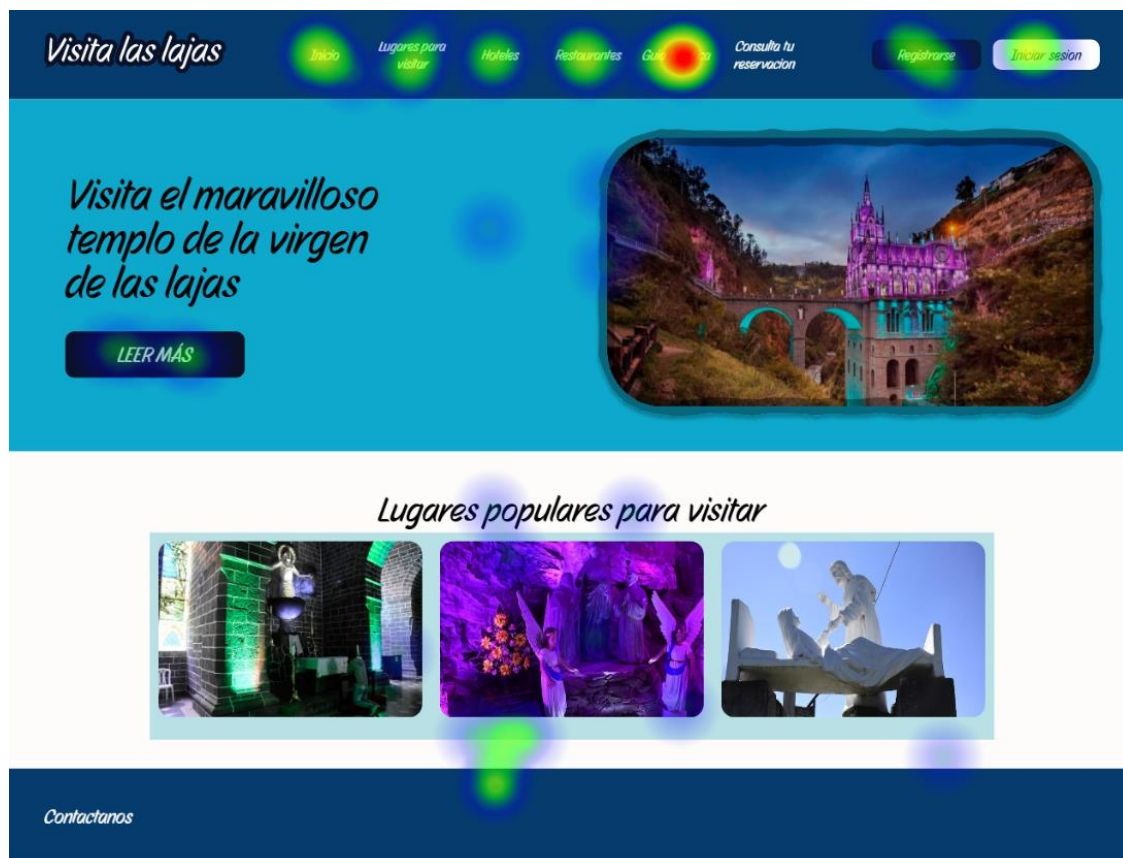 Visita las lajas
Inicio
Lugares para
visitar
Hoteles
Restaurantes
Consulta tu
reservacion
Registrarse
Iniciar sesion
Visita el maravilloso
templo de la virgen
de las lajas
LEER MÁS
Lugares populares para visitar
Contactanos